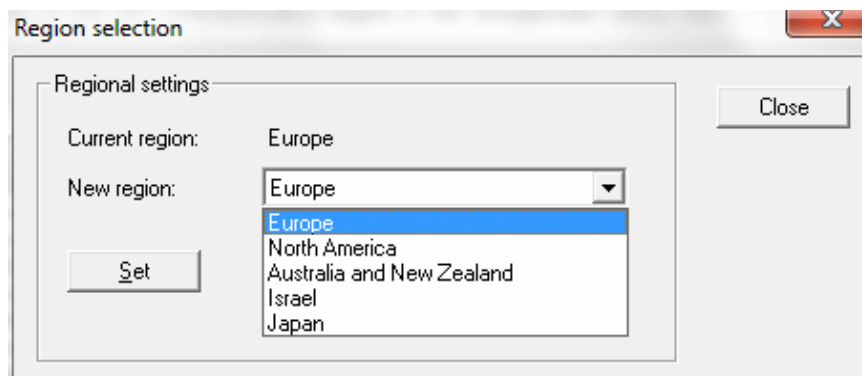 Region selection
Regional settings
Close
Current region: Europe
New region: Europe
Europe
North America
Set
Australia and New Zealand
Israel
Japan